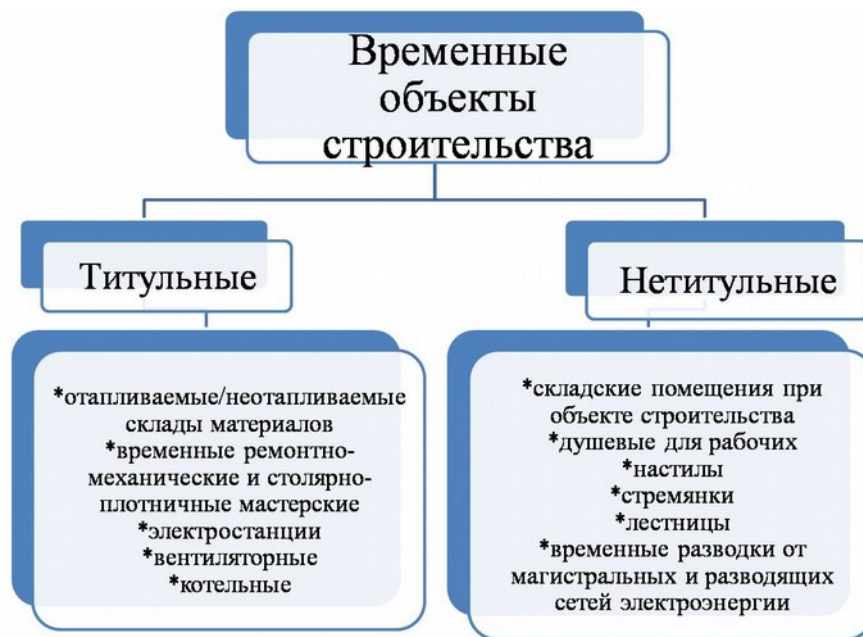 Временные
объекты
строительства
Титульные
Нетитульные
*отапливаемые/неотапливаемые
склады материалов
*временные ремонтно-
механические и столярно-
плотничные мастерские
*электростанции
*вентиляторные
*котельные
*складские помещения при
объекте строительства
*душевые для рабочих
*настилы
*стремянки
*лестницы
*временные разводки от
магистральных и разводящих
сетей электроэнергии